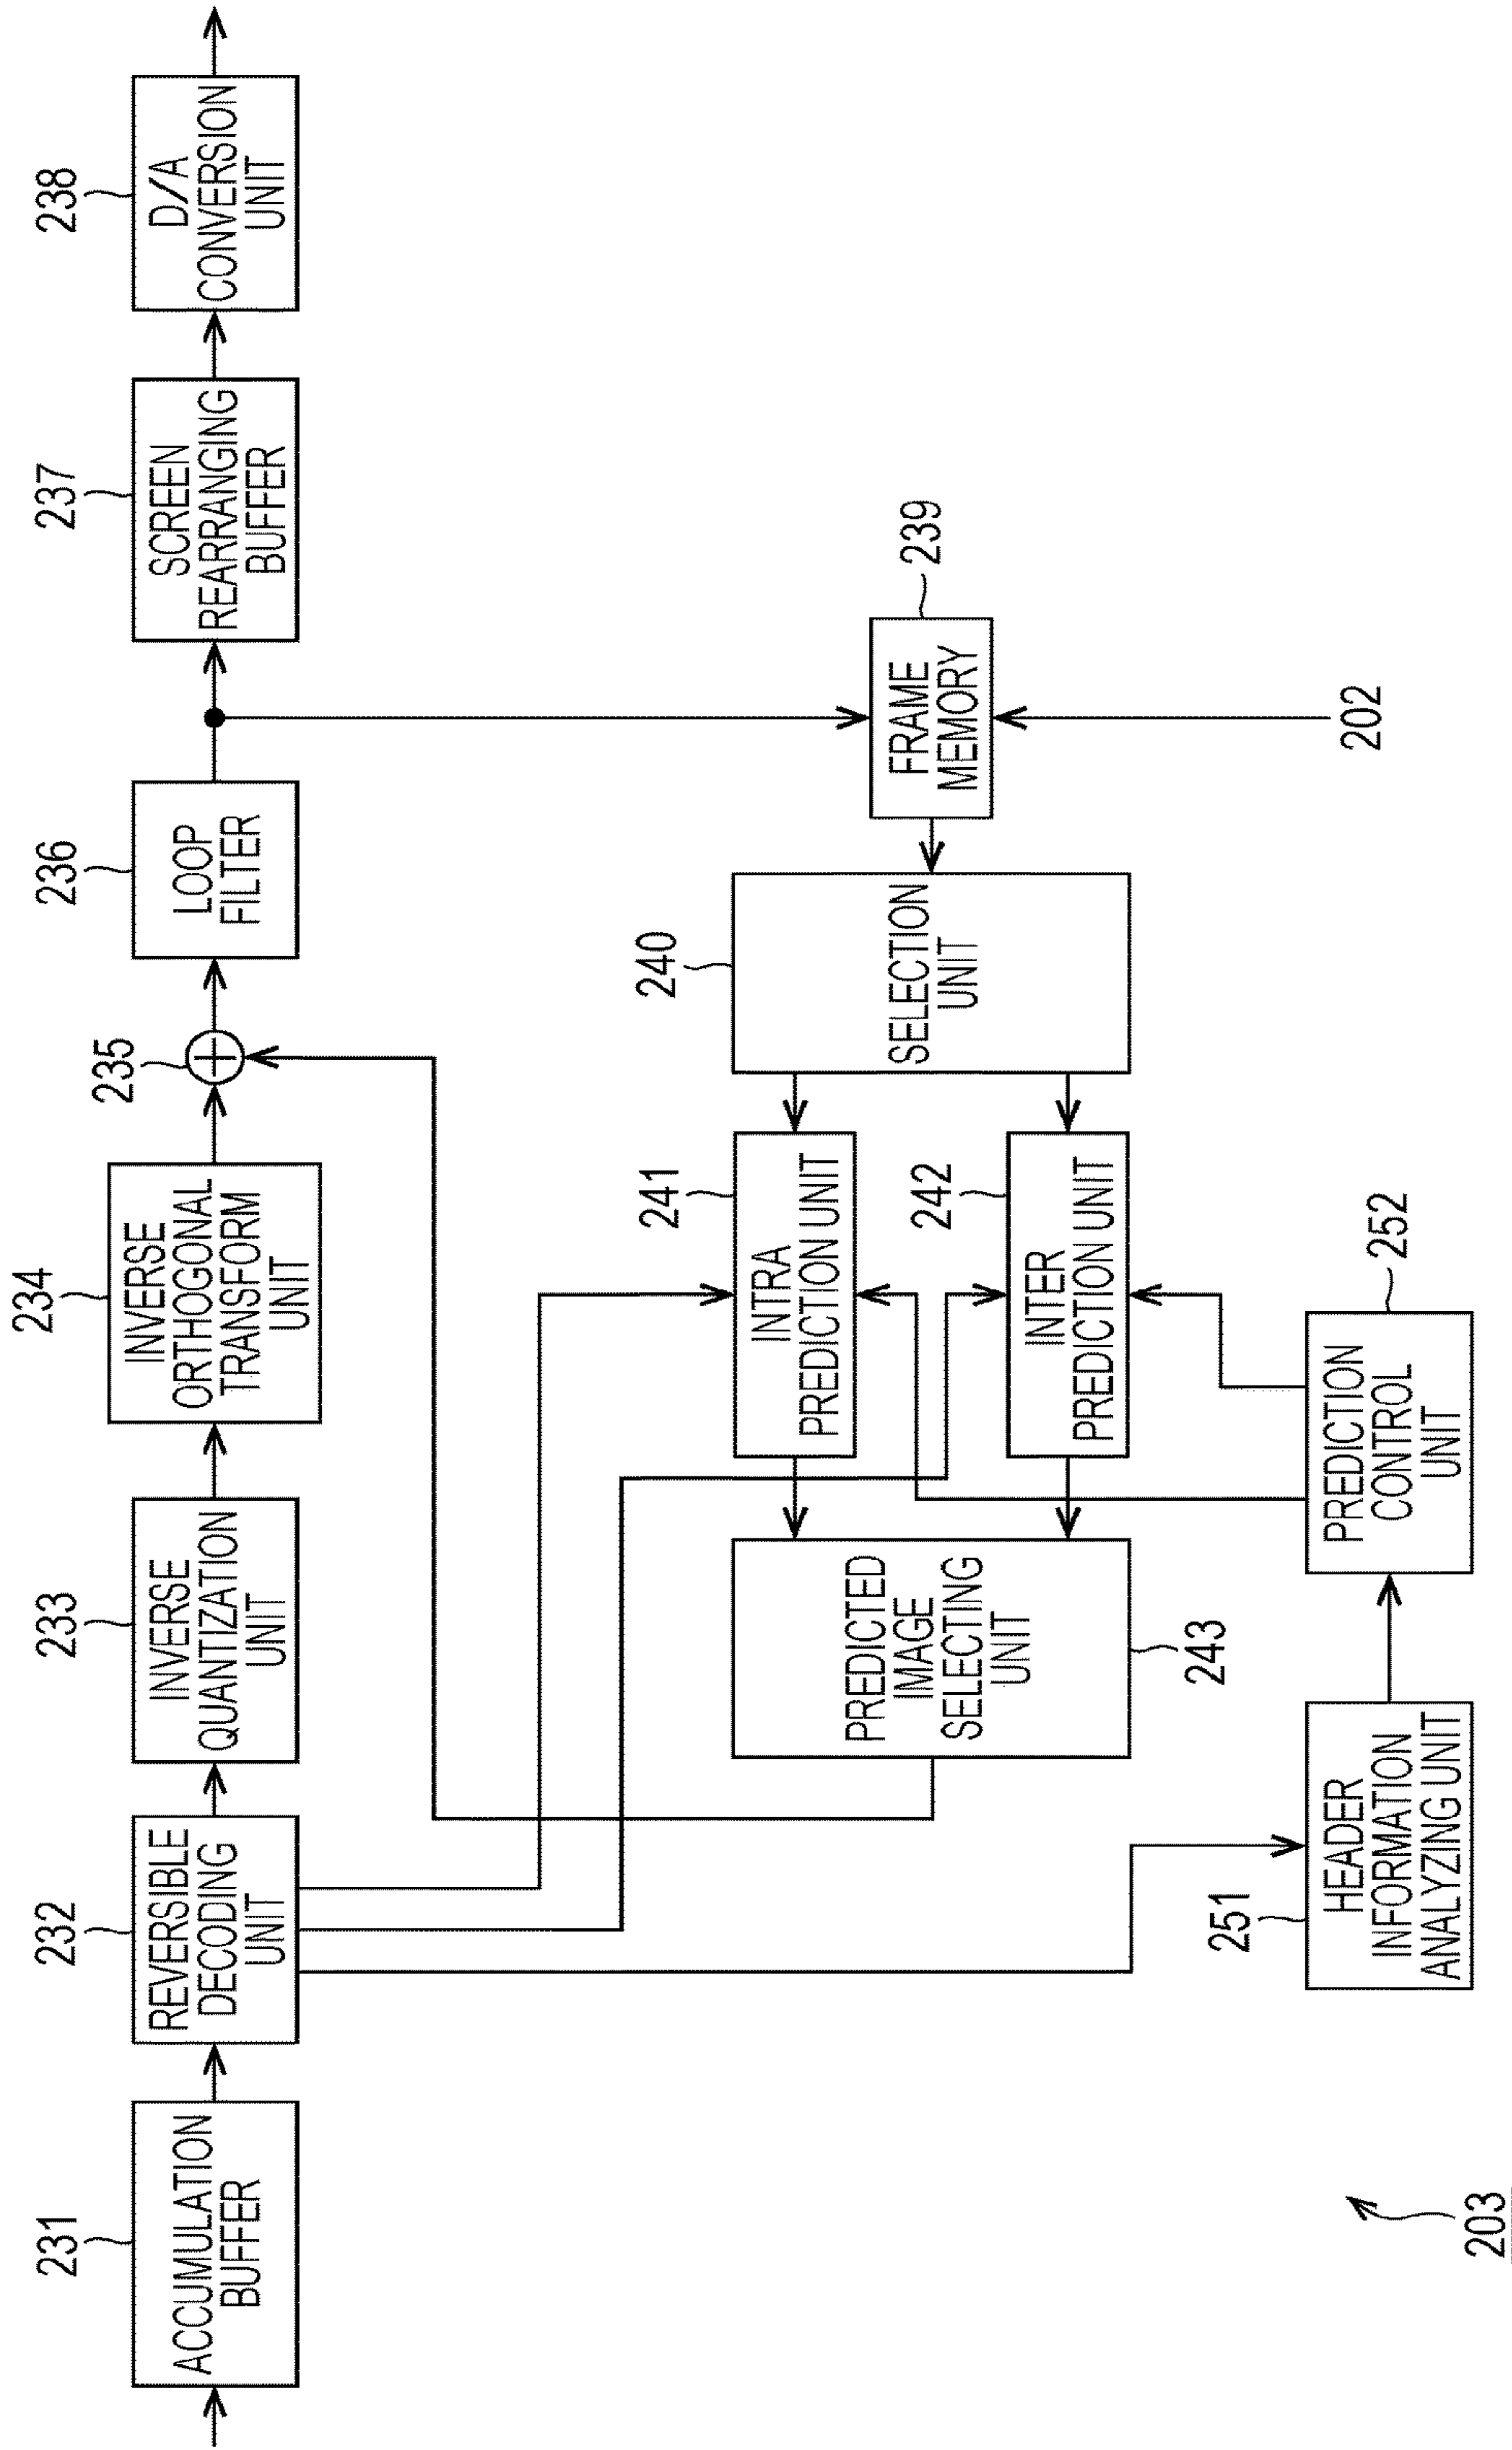 231
ACCUMULATION
BUFFER
232
REVERSIBLE
DECODING
UNIT
233
INVERSE
QUANTIZATION
UNIT
234
INVERSE
ORTHOGONAL
TRANSFORM
UNIT
235
236
LOOP
FILTER
237
SCREEN
REARRANGING
BUFFER
238
D/A
CONVERSION
UNIT
239
FRAME
MEMORY
202
240
SELECTION
UNIT
241
INTRA
PREDICTION UNIT
242
INTER
PREDICTION UNIT
PREDICTED
IMAGE
SELECTING
UNIT
243
251
HEADER
INFORMATION
ANALYZING UNIT
252
PREDICTION
CONTROL
UNIT
203